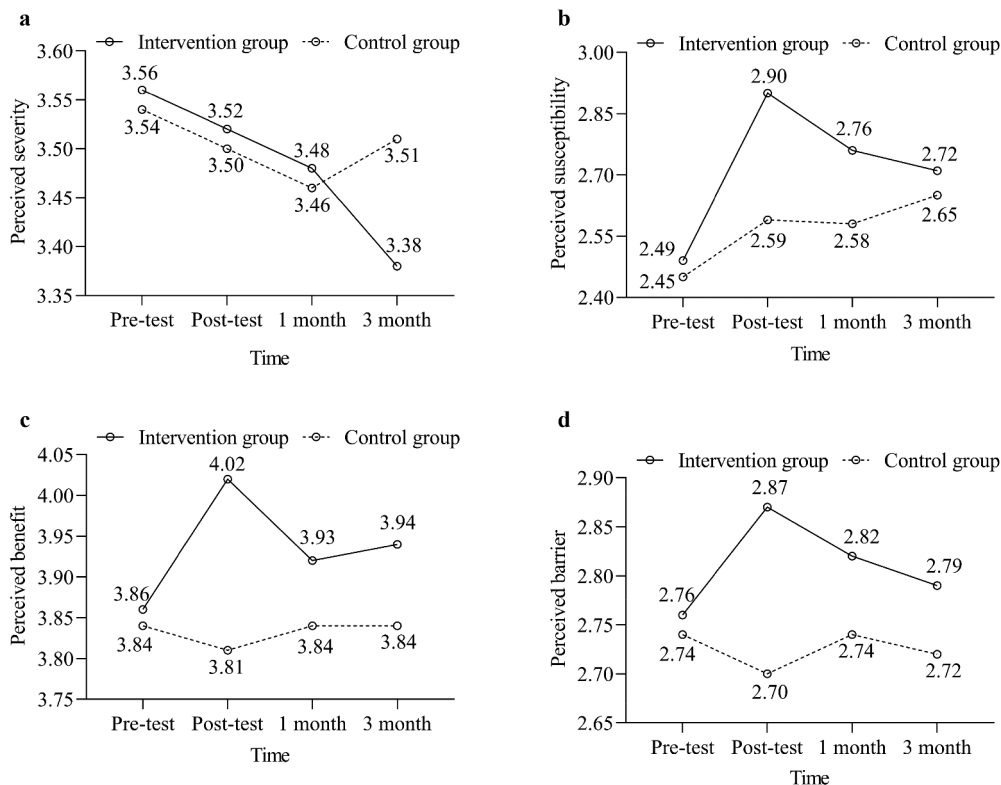 a
Intervention group Control group
Perceived severity
3.60
3.55
3.50
3.45
3.40
3.35
3.56
3.52
3.48
3.38
3.54
3.50
3.46
3.51
Pre-test Post-test 1 month 3 month
Time
b
Intervention group Control group
Perceived susceptibility
3.00
2.85
2.70
2.55
2.40
2.49
2.90
2.76
2.72
2.45
2.59
2.58
2.65
Pre-test Post-test 1 month 3 month
Time
c
Intervention group Control group
Perceived benefit
4.05
4.00
3.95
3.90
3.85
3.80
3.75
3.86
4.02
3.93
3.94
3.84
3.81
3.84
3.84
Pre-test Post-test 1 month 3 month
Time
d
Intervention group Control group
Perceived barrier
2.90
2.85
2.80
2.75
2.70
2.65
2.76
2.87
2.82
2.79
2.74
2.70
2.74
2.72
Pre-test Post-test 1 month 3 month
Time